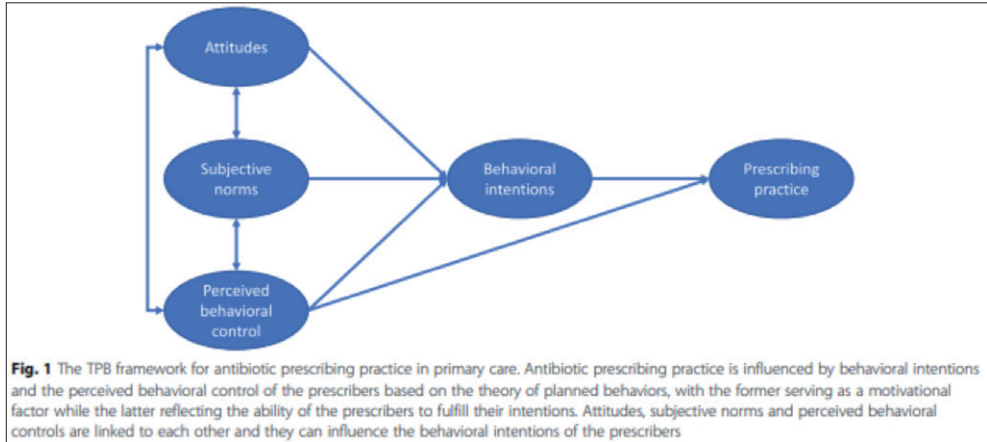 Attitudes
Subjective
norms
Behavioral
intentions
Prescribing
practice
Perceived
behavioral
control
Fig. 1 The TPB framework for antibiotic prescribing practice in primary care. Antibiotic prescribing practice is influenced by behavioral intentions
and the perceived behavioral control of the prescribers based on the theory of planned behaviors, with the former serving as a motivational
factor while the latter reflecting the ability of the prescribers to fulfill their intentions. Attitudes, subjective norms and perceived behavioral
controls are linked to each other and they can influence the behavioral intentions of the prescribers